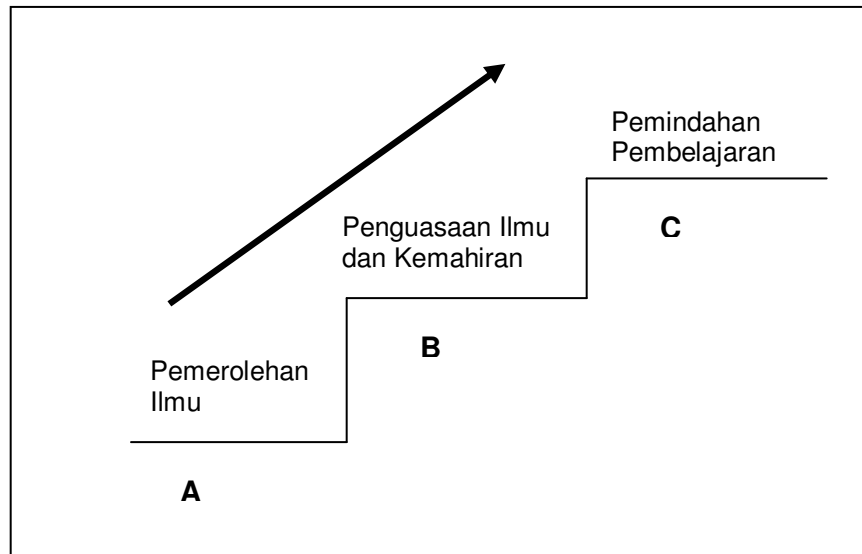 Pemindahan
Pembelajaran
C
Penguasaan Ilmu
dan Kemahiran
B
Pemerolehan
Ilmu
A